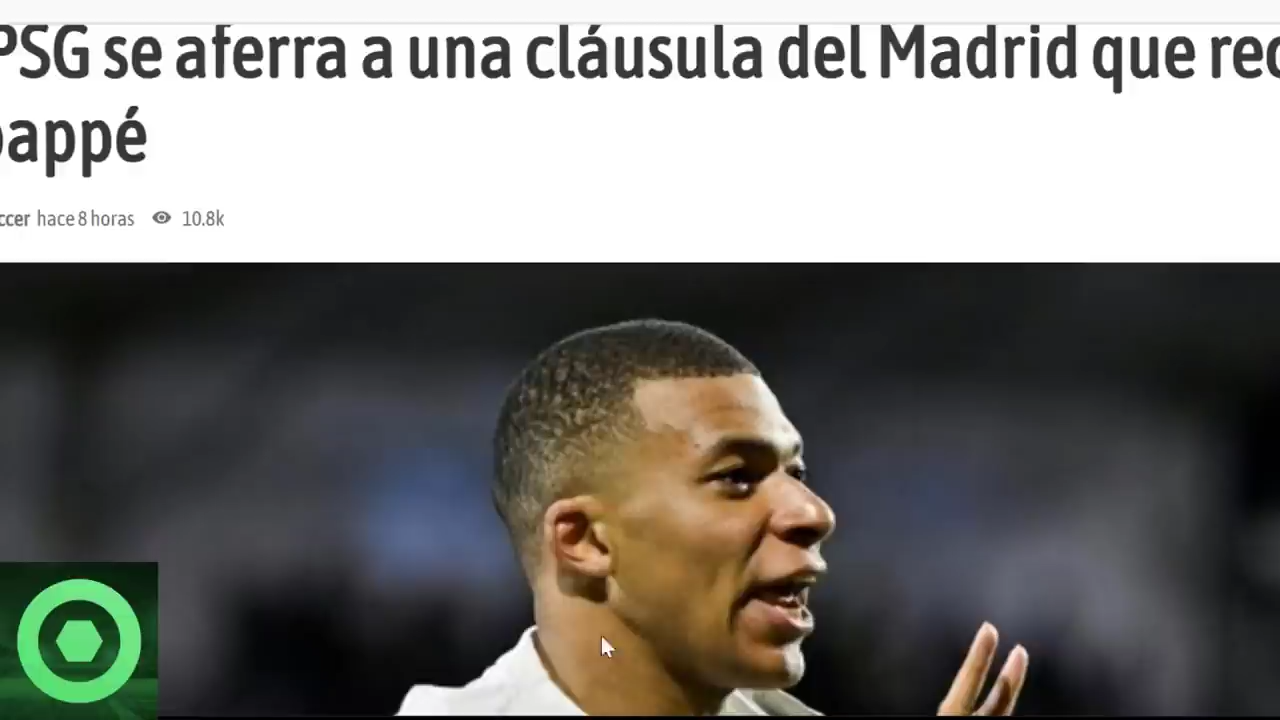 PSG se aferra a una cláusula del Madrid que rec
bappé
ccer hace 8 horas 10.8k